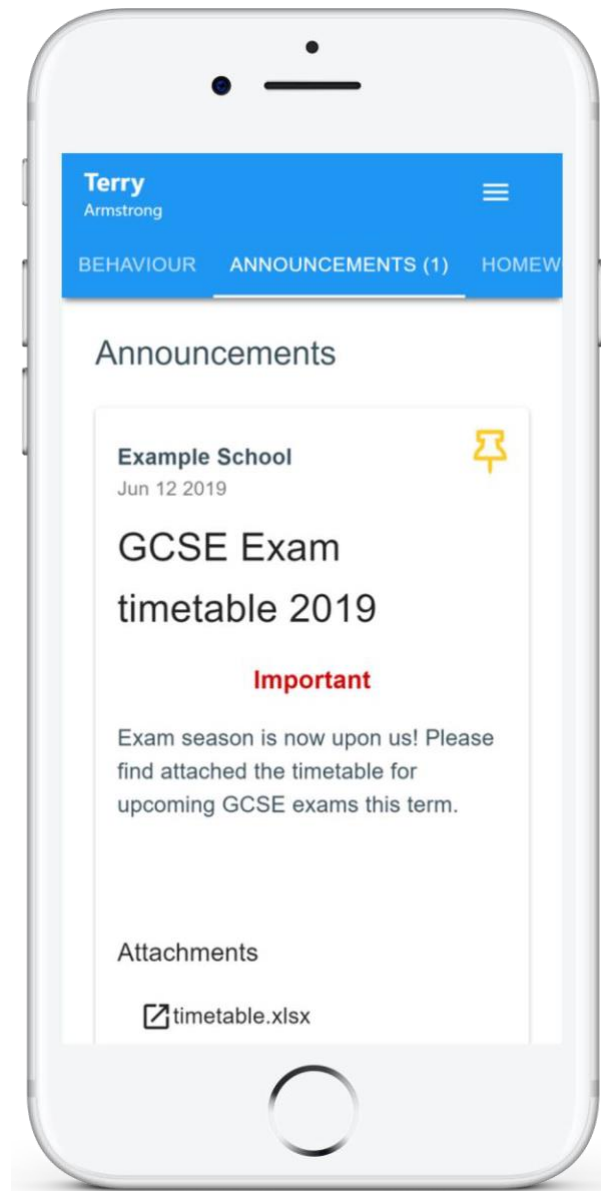 Terry
Armstrong
BEHAVIOUR ANNOUNCEMENTS (1) HOMEW
Announcements
Example School
Jun 12 2019
GCSE Exam
timetable 2019
Important
Exam season is now upon us! Please
find attached the timetable for
upcoming GCSE exams this term.
Attachments
timetable.xlsx